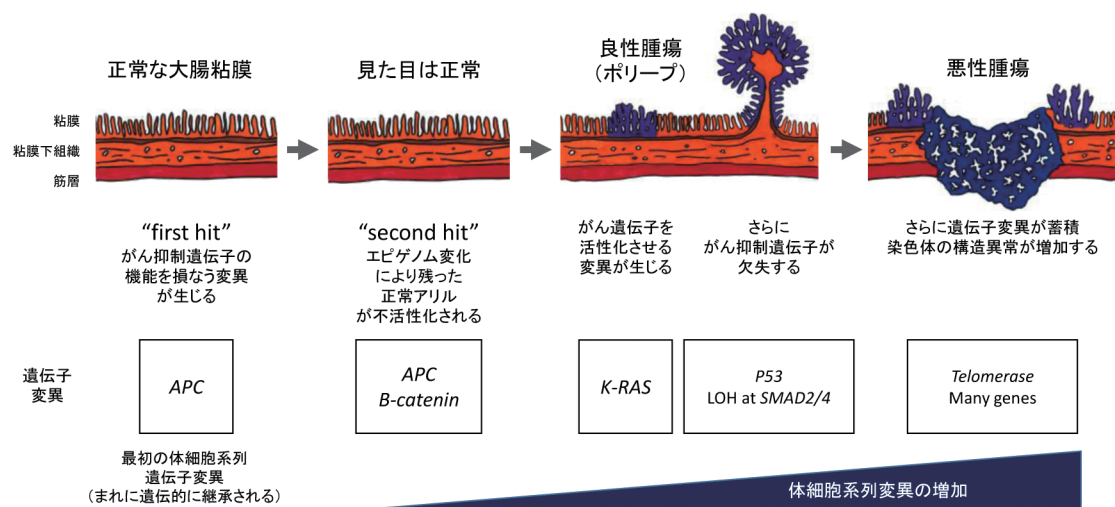 正常な大腸粘膜
見た目は正常
良性腫瘍
(ポリープ)
悪性腫瘍
粘膜
粘膜下組織
筋層
“first hit”
がん抑制遺伝子の
機能を損なう変異
が生じる
“second hit”
エピゲノム変化
により残った
正常アリル
が不活性化される
がん遺伝子を
活性化させる
変異が生じる
さらに
がん抑制遺伝子が
欠失する
さらに遺伝子変異が蓄積
染色体の構造異常が増加する
遺伝子
変異
APC
APC
B-catenin
K-RAS
P53
LOH at SMAD2/4
Telomerase
Many genes
最初の体細胞系列
遺伝子変異
(まれに遺伝的に継承される)
体細胞系列変異の増加